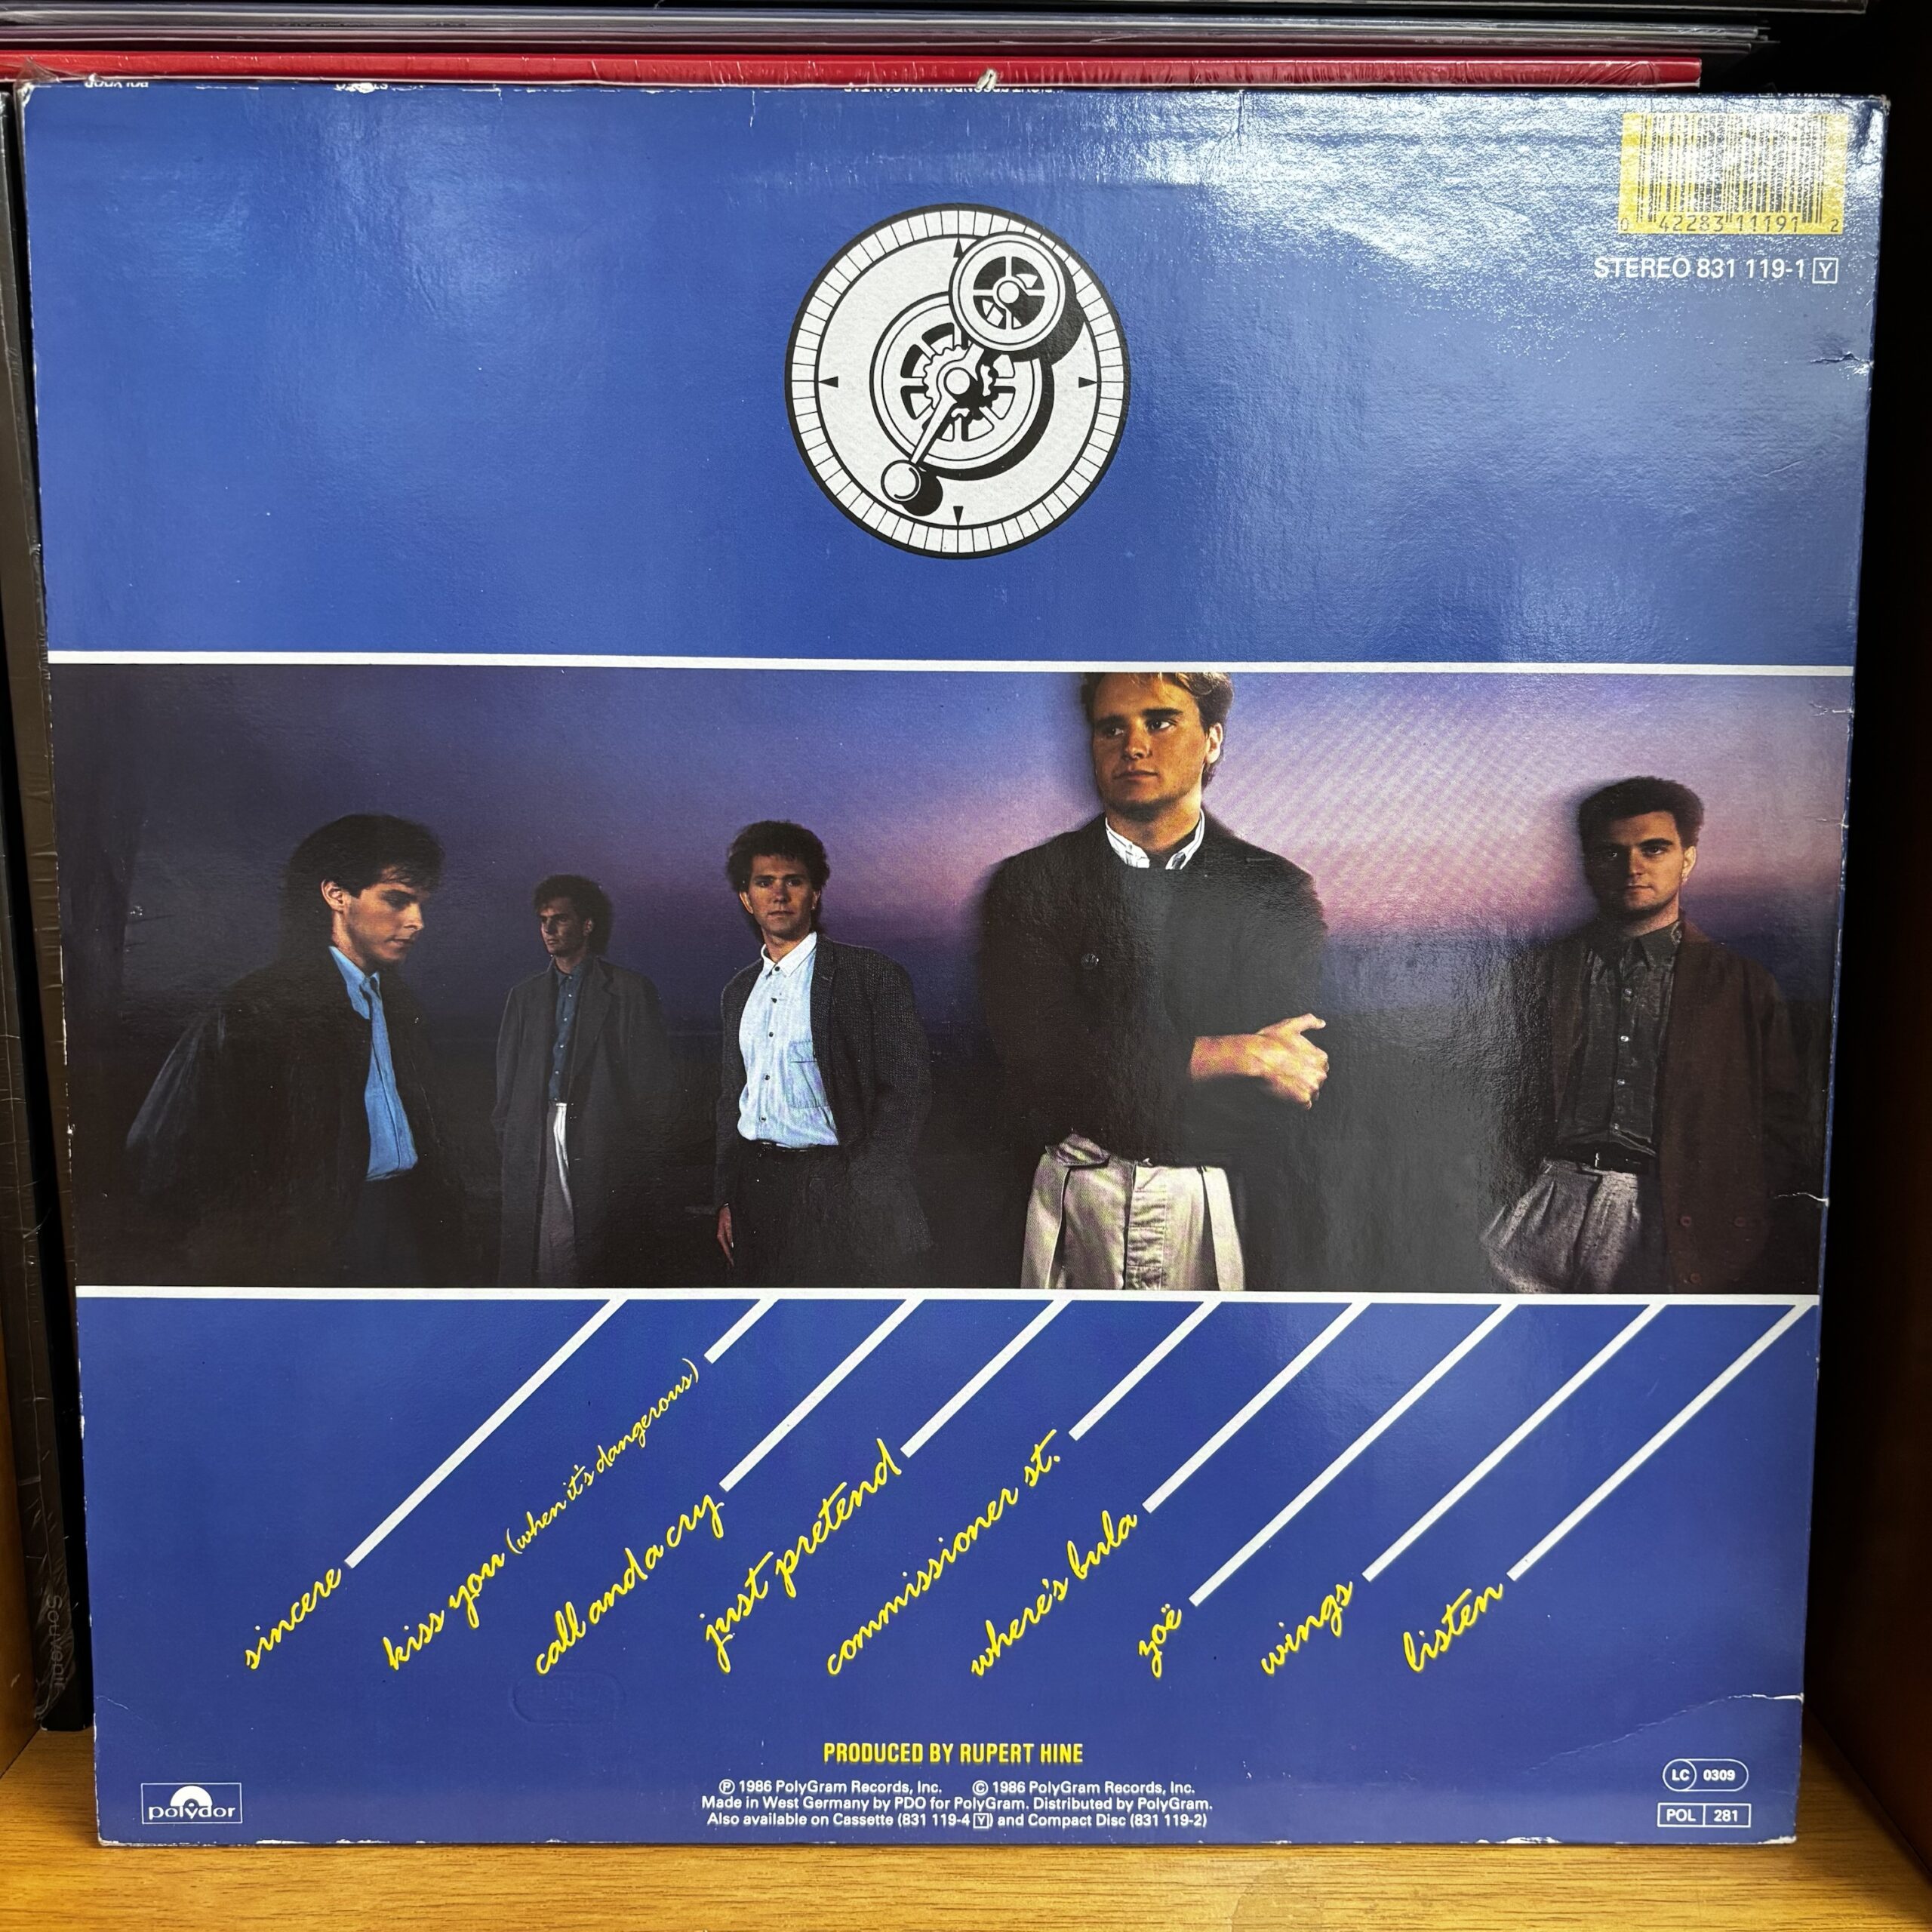 0 42283 11191 2
STEREO 831 119-1 Y
sincere
kiss you (when it's dangerous)
call and a cry
just pretend
commissioner st.
where's bula
zoë
wings
listen
PRODUCED BY RUPERT HINE
℗ 1986 PolyGram Records, Inc. © 1986 PolyGram Records, Inc.
Made in West Germany by PDO for PolyGram. Distributed by PolyGram.
Also available on Cassette (831 119-4 Y) and Compact Disc (831 119-2)
polydor
LC 0309
POL 281
Souvenir